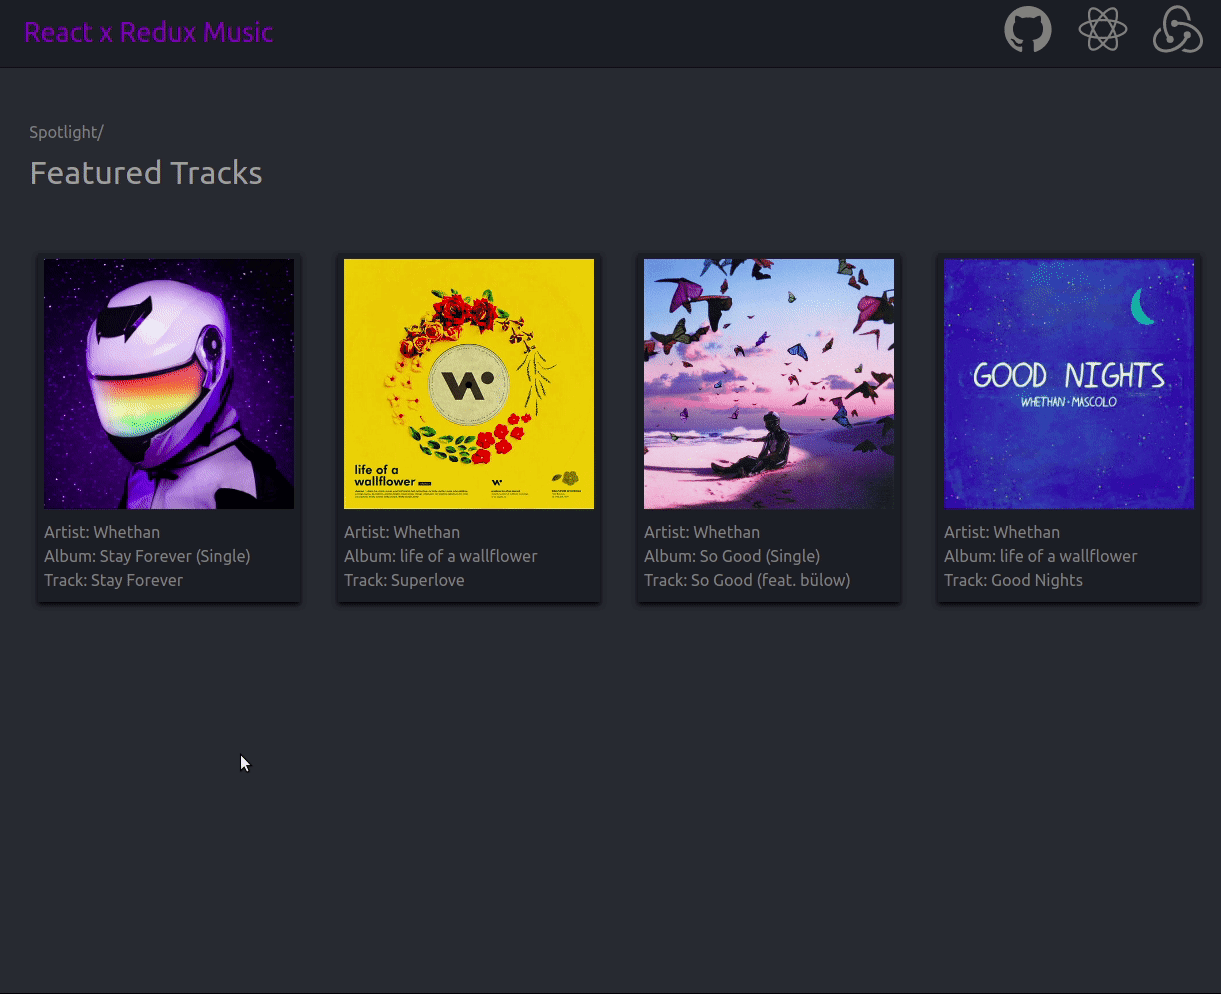 React x Redux Music
Spotlight/
Featured Tracks
life of a
wallflower
GOOD NIGHTS
WHETHAN · MASCOLO
Artist: Whethan
Album: Stay Forever (Single)
Track: Stay Forever
Artist: Whethan
Album: life of a wallflower
Track: Superlove
Artist: Whethan
Album: So Good (Single)
Track: So Good (feat. bülow)
Artist: Whethan
Album: life of a wallflower
Track: Good Nights